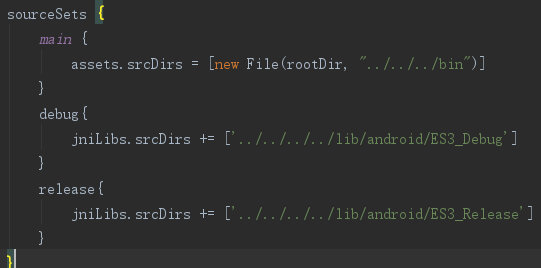 sourceSets {
    main {
        assets.srcDirs = [new File(rootDir, "../../../bin")]
    }
    debug{
        jniLibs.srcDirs += ['../../../../lib/android/ES3_Debug']
    }
    release{
        jniLibs.srcDirs += ['../../../../lib/android/ES3_Release']
    }
}